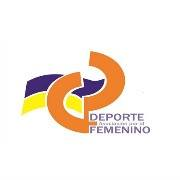 DEPORTE
Asociación por el
FEMENINO